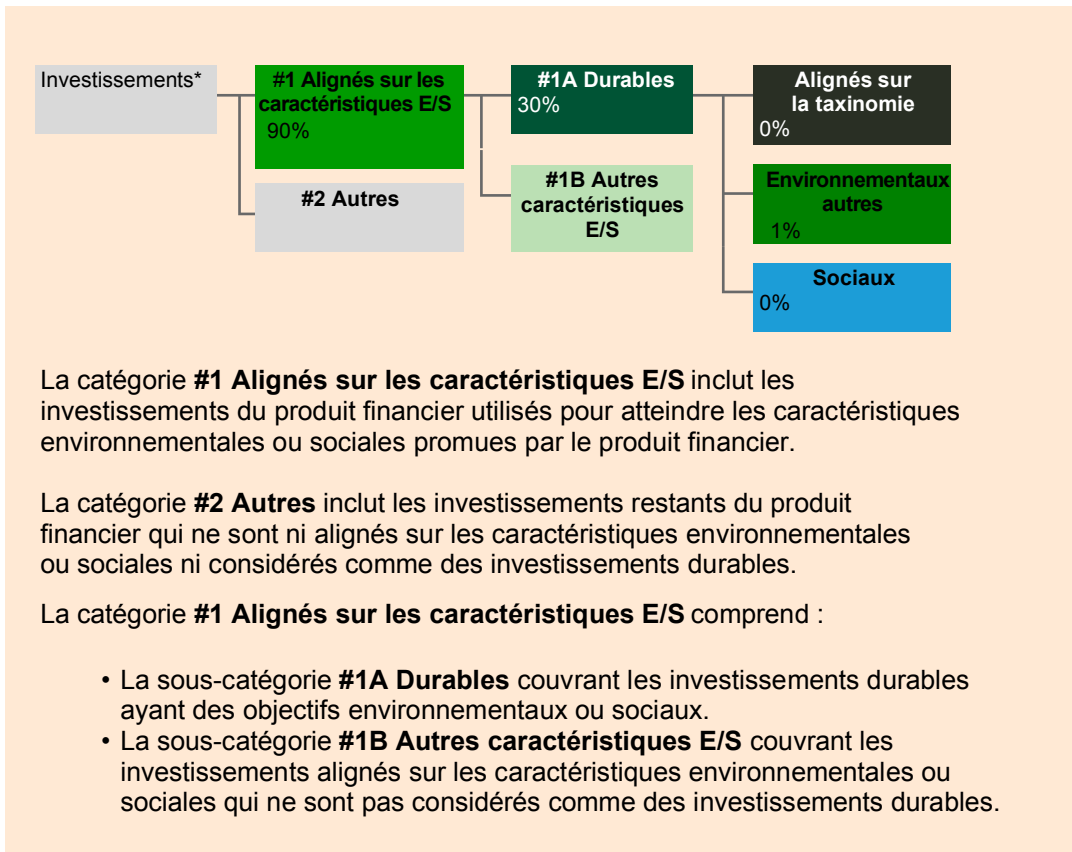 Investissements*
#1 Alignés sur les
caractéristiques E/S
90%
#2 Autres
#1A Durables
30%
#1B Autres
caractéristiques
E/S
Alignés sur
la taxinomie
0%
Environnementaux
autres
1%
Sociaux
0%
La catégorie #1 Alignés sur les caractéristiques E/S inclut les
investissements du produit financier utilisés pour atteindre les caractéristiques
environnementales ou sociales promues par le produit financier.
La catégorie #2 Autres inclut les investissements restants du produit
financier qui ne sont ni alignés sur les caractéristiques environnementales
ou sociales ni considérés comme des investissements durables.
La catégorie #1 Alignés sur les caractéristiques E/S comprend :
• La sous-catégorie #1A Durables couvrant les investissements durables
ayant des objectifs environnementaux ou sociaux.
• La sous-catégorie #1B Autres caractéristiques E/S couvrant les
investissements alignés sur les caractéristiques environnementales ou
sociales qui ne sont pas considérés comme des investissements durables.